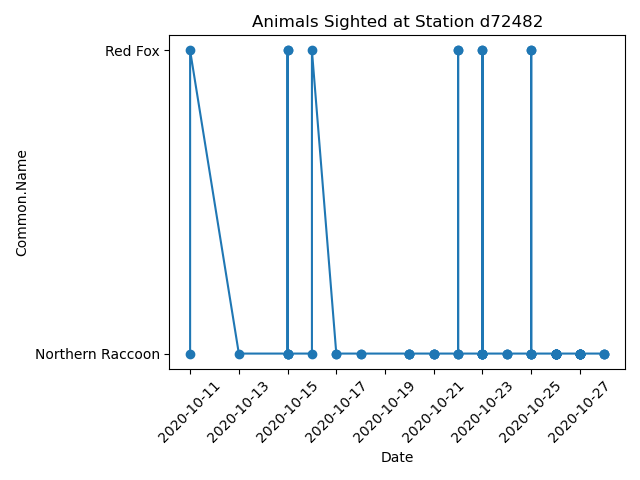 Animals Sighted at Station d72482
Red Fox
Common.Name
Northern Raccoon
2020-10-11
2020-10-13
2020-10-15
2020-10-17
2020-10-19
2020-10-21
2020-10-23
2020-10-25
2020-10-27
Date